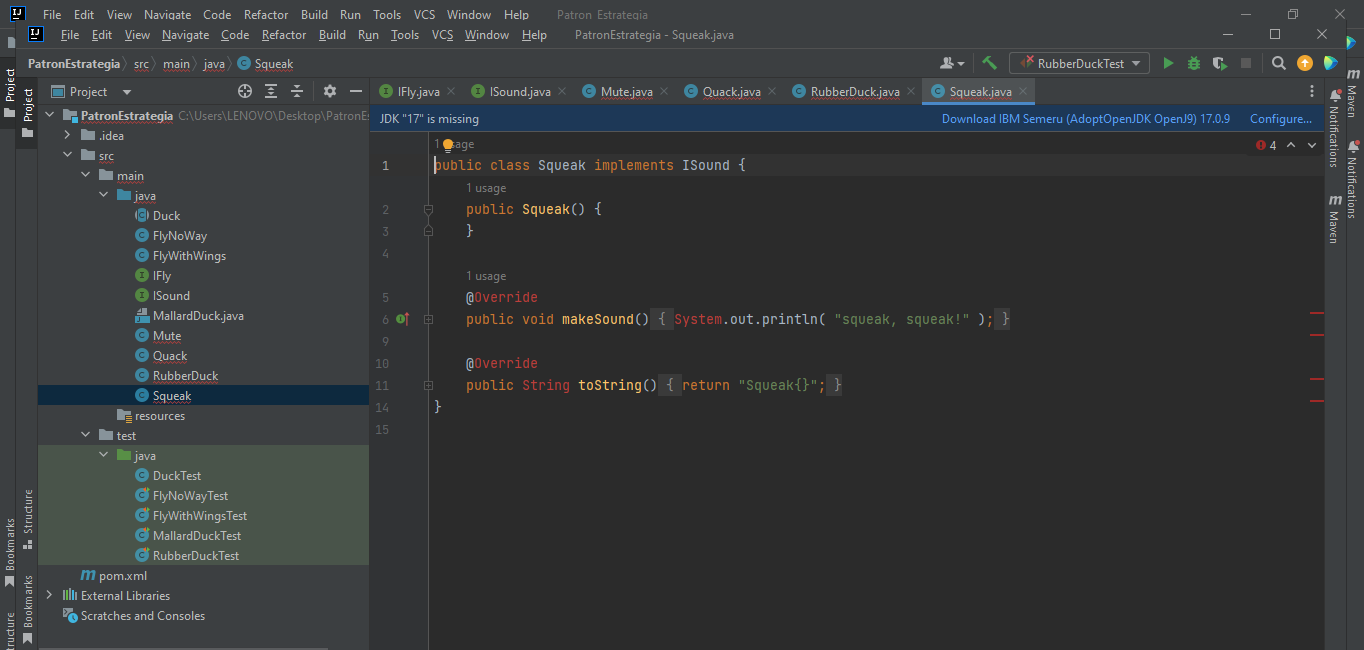 File Edit View Navigate Code Refactor Build Run Tools VCS Window Help Patron Estrategia
File Edit View Navigate Code Refactor Build Run Tools VCS Window Help PatronEstrategia - Squeak.java
PatronEstrategia src main java Squeak RubberDuckTest
Project
IFly.java ISound.java Mute.java Quack.java RubberDuck.java Squeak.java
JDK "17" is missing Download IBM Semeru (AdoptOpenJDK OpenJ9) 17.0.9 Configure...
PatronEstrategia C:\Users\LENOVO\Desktop\PatronEs
.idea
src
main
java
Duck
FlyNoWay
FlyWithWings
IFly
ISound
MallardDuck.java
Mute
Quack
RubberDuck
Squeak
resources
test
java
DuckTest
FlyNoWayTest
FlyWithWingsTest
MallardDuckTest
RubberDuckTest
pom.xml
External Libraries
Scratches and Consoles
4
1 public class Squeak implements ISound {
1 usage
2 public Squeak() {
3 }
4
1 usage
5 @Override
6 public void makeSound() { System.out.println( "squeak, squeak!" ); }
9
10 @Override
11 public String toString() { return "Squeak{}"; }
14 }
15
Project
Project
Structure
Bookmarks
Bookmarks
Maven
Notifications
Notifications
Maven